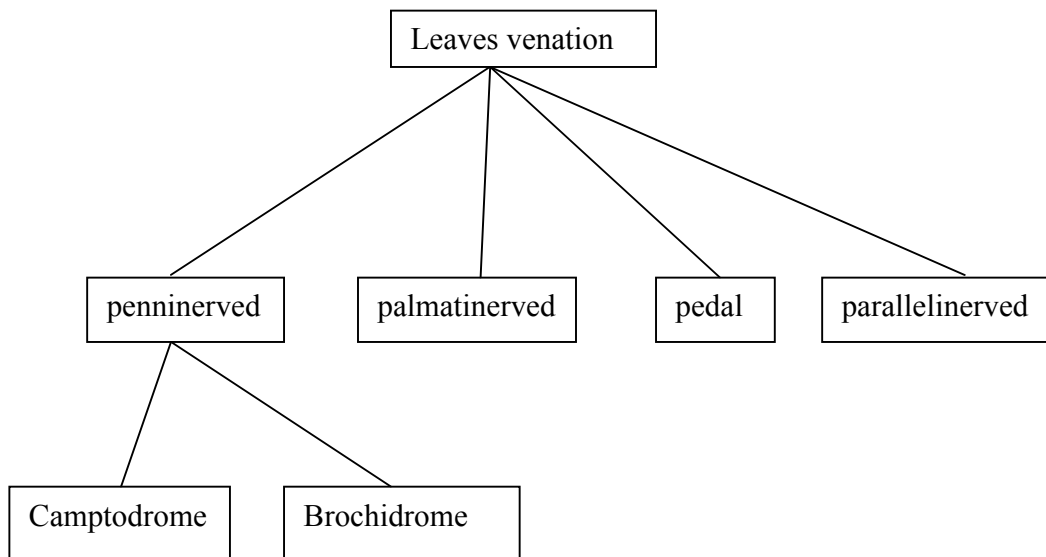 Leaves venation
penninerved
palmatinerved
pedal
parallelinerved
Camptodrome
Brochidrome